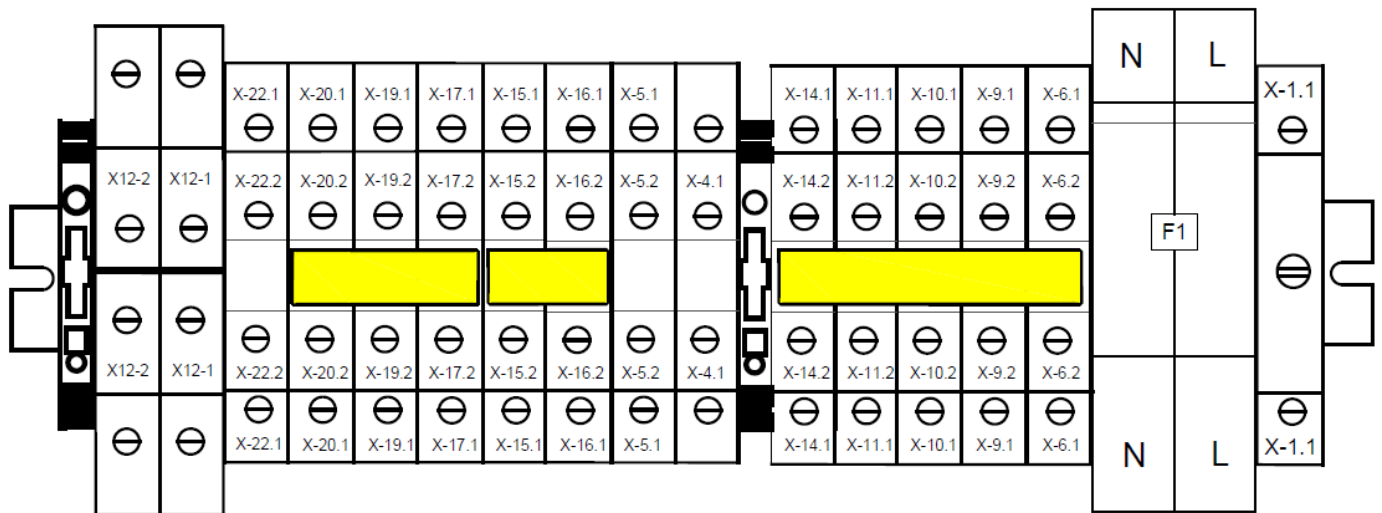 N L
X-22.1 X-20.1 X-19.1 X-17.1 X-15.1 X-16.1 X-5.1 X-14.1 X-11.1 X-10.1 X-9.1 X-6.1 X-1.1
X12-2 X12-1 X-22.2 X-20.2 X-19.2 X-17.2 X-15.2 X-16.2 X-5.2 X-4.1 X-14.2 X-11.2 X-10.2 X-9.2 X-6.2
F1
X12-2 X12-1 X-22.2 X-20.2 X-19.2 X-17.2 X-15.2 X-16.2 X-5.2 X-4.1 X-14.2 X-11.2 X-10.2 X-9.2 X-6.2
X-22.1 X-20.1 X-19.1 X-17.1 X-15.1 X-16.1 X-5.1 X-14.1 X-11.1 X-10.1 X-9.1 X-6.1 N L X-1.1